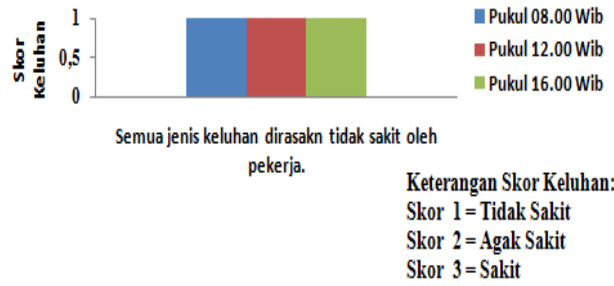 1
0,5
0
Skor
Keluhan
Pukul 08.00 Wib
Pukul 12.00 Wib
Pukul 16.00 Wib
Semua jenis keluhan dirasakn tidak sakit oleh
pekerja.
Keterangan Skor Keluhan:
Skor 1 = Tidak Sakit
Skor 2 = Agak Sakit
Skor 3 = Sakit